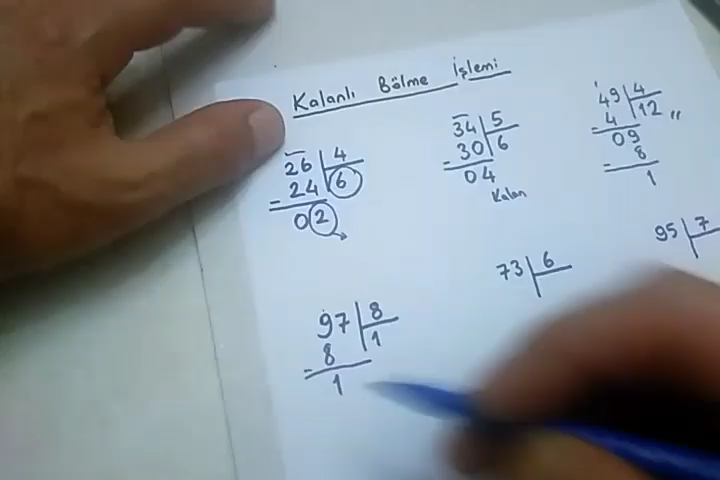 Kalanlı Bölme İşlemi
26 4
- 24 6
02
34 5
- 30 6
04
Kalan
49 4
- 4 12 "
09
- 8
1
97 8
- 8 1
1
73 6
95 7